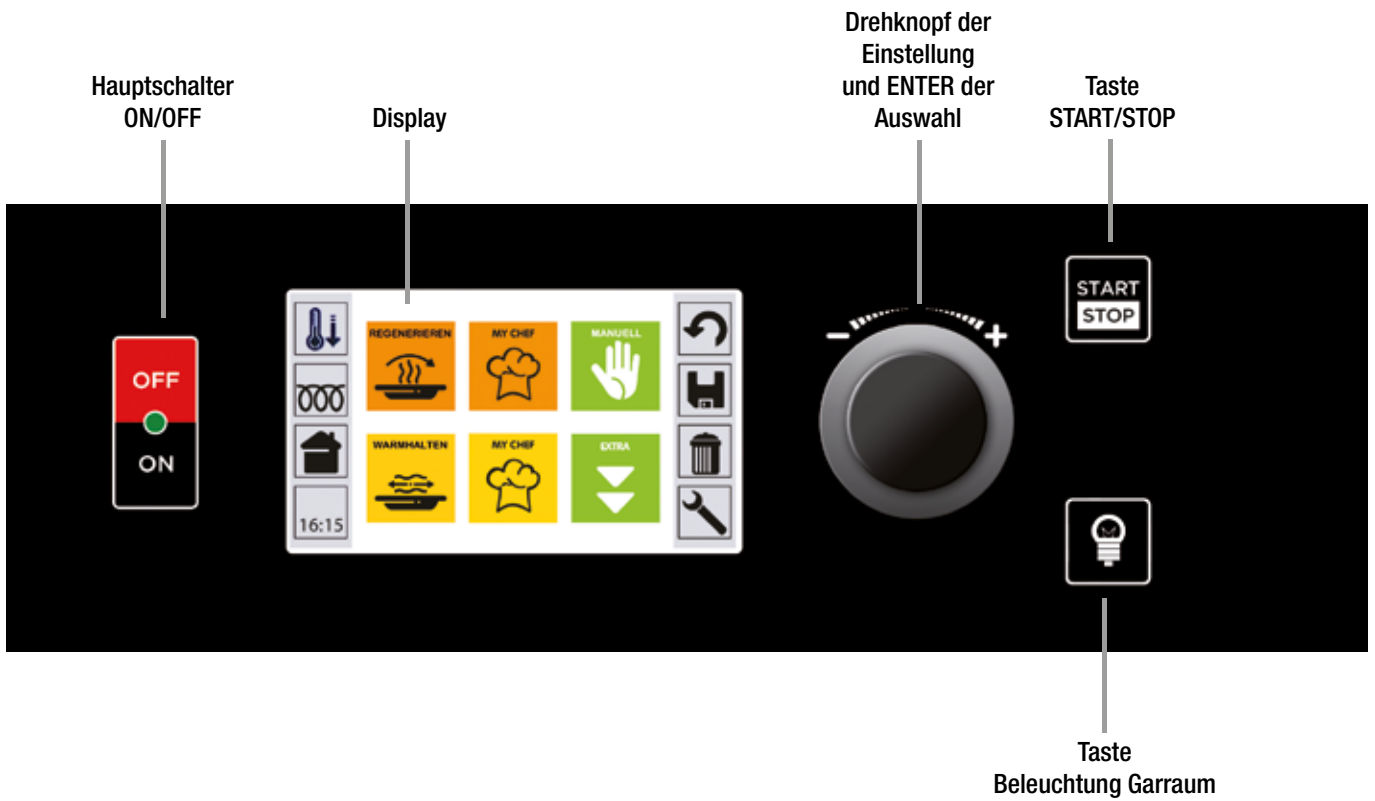 Hauptschalter
ON/OFF
Display
Drehknopf der
Einstellung
und ENTER der
Auswahl
Taste
START/STOP
OFF
ON
REGENERIEREN
MY CHEF
MANUELL
WARMHALTEN
MY CHEF
EXTRA
16:15
− +
START
STOP
Taste
Beleuchtung Garraum